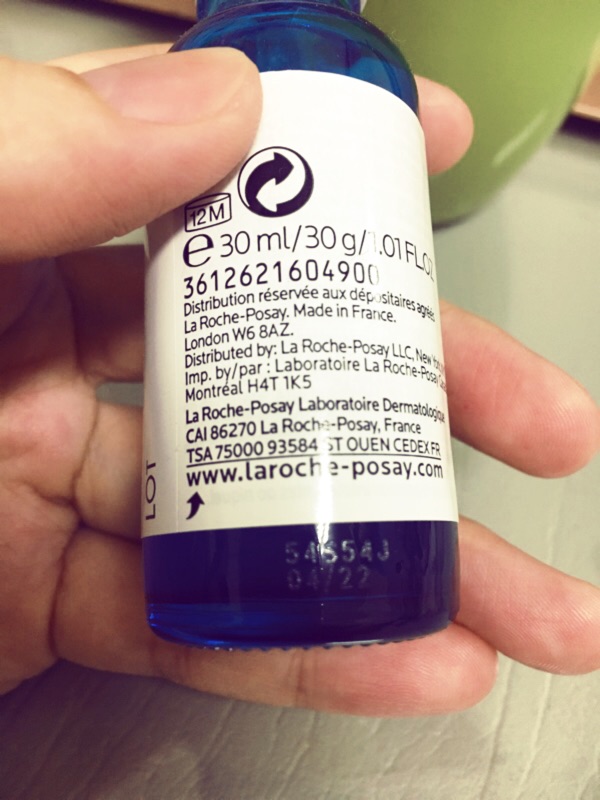 12M
e 30 ml/30 g/1.01 FL.OZ
3612621604900
Distribution réservée aux dépositaires agréés
La Roche-Posay. Made in France.
London W6 8AZ.
Distributed by: La Roche-Posay LLC, New
Imp. by/par : Laboratoire La Roche-Posay
Montréal H4T 1K5
La Roche-Posay Laboratoire Dermatologique
CAI 86270 La Roche-Posay, France
TSA 75000 93584 ST OUEN CEDEX FR
www.laroche-posay.com
LOT
04/22